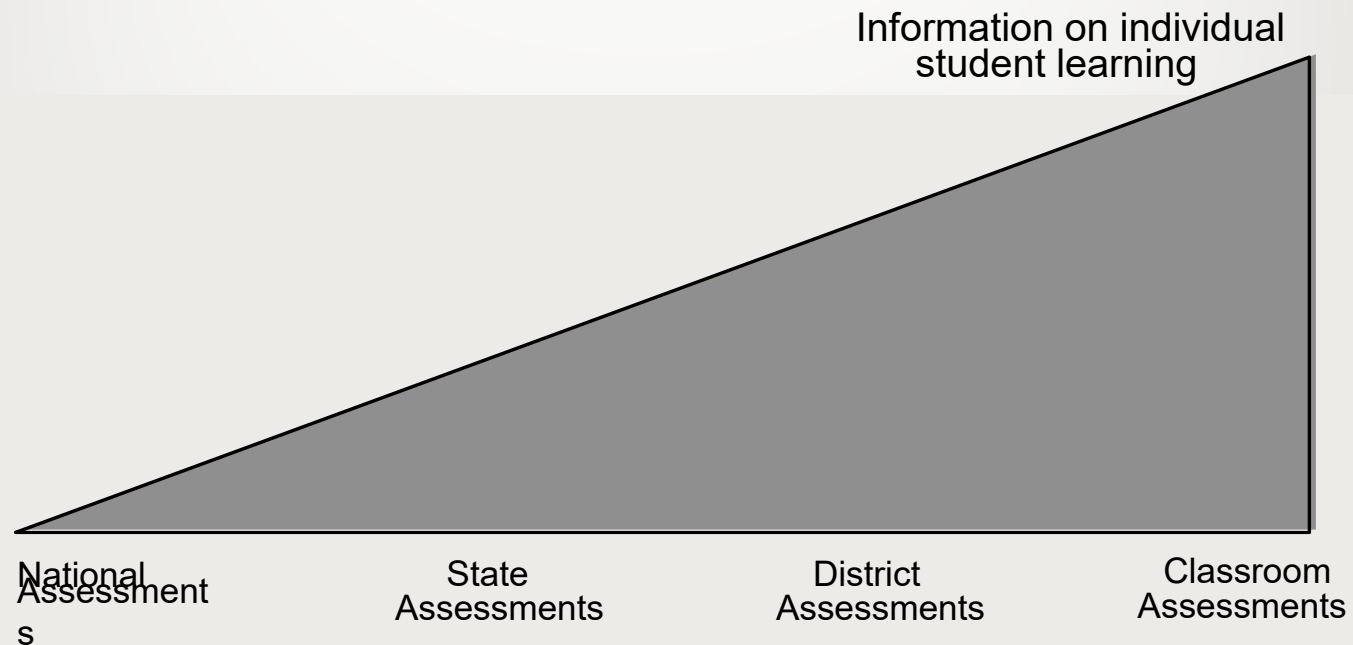 Information on individual
student learning
National
Assessment
s
State
Assessments
District
Assessments
Classroom
Assessments